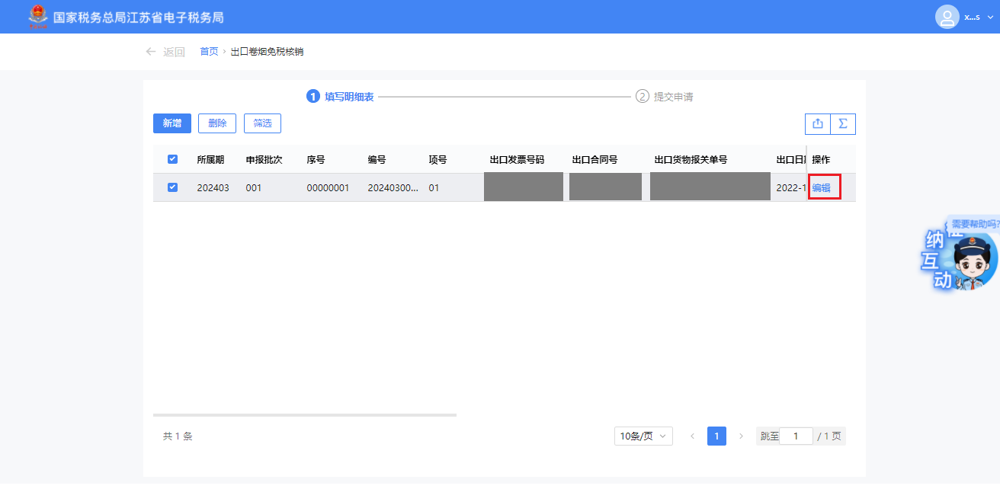 国家税务总局江苏省电子税务局
x...s
返回 首页 › 出口卷烟免税核销
1 填写明细表
2 提交申请
新增 删除 筛选
所属期 申报批次 序号 编号 项号 出口发票号码 出口合同号 出口货物报关单号 出口日 操作
202403 001 00000001 20240300... 01 2022-1 编辑
需要帮助吗?
纳
互
动
共 1 条
10条/页 1 跳至 1 / 1 页